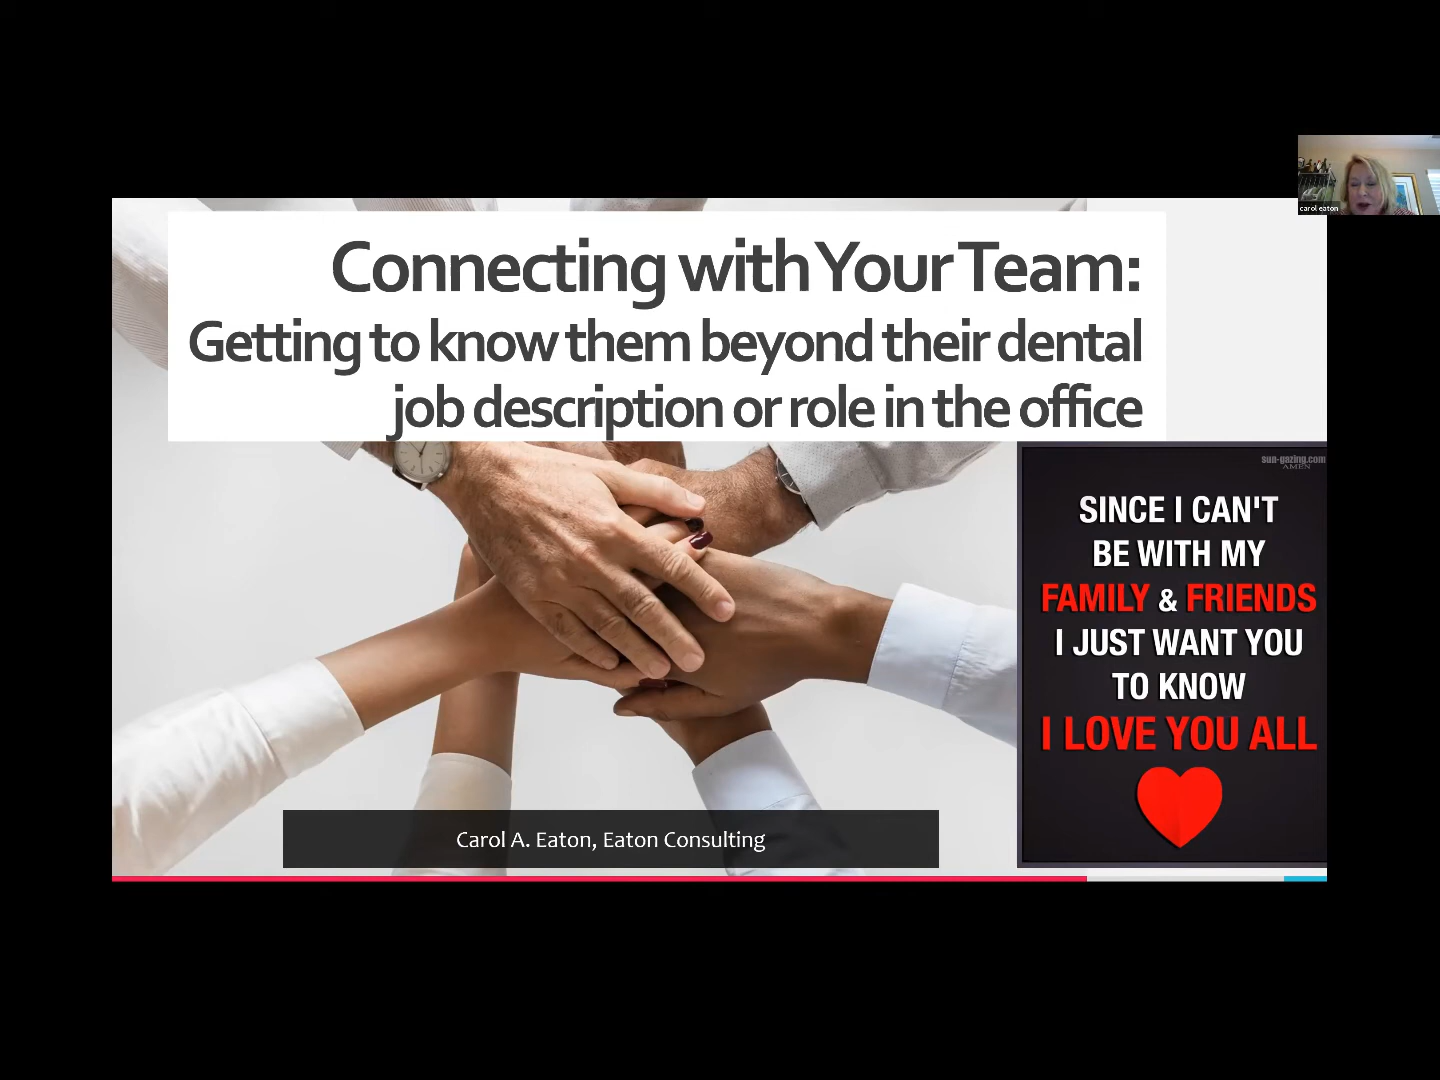 carol eaton
Connecting with Your Team:
Getting to know them beyond their dental
job description or role in the office
sun-gazing.com
AMEN
SINCE I CAN'T
BE WITH MY
FAMILY & FRIENDS
I JUST WANT YOU
TO KNOW
I LOVE YOU ALL
Carol A. Eaton, Eaton Consulting